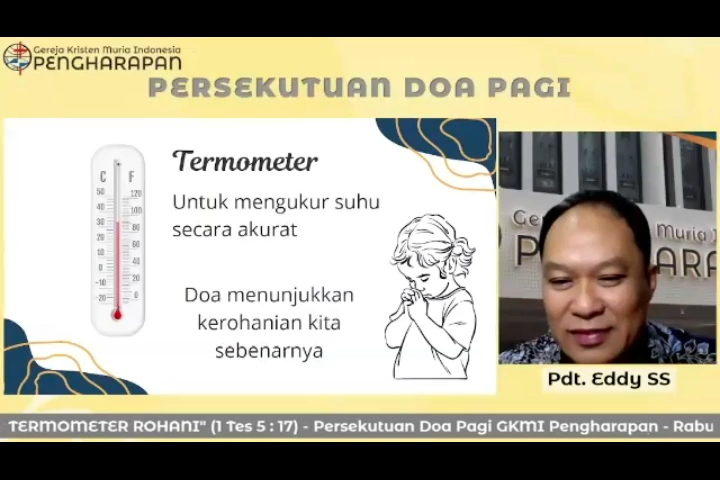 Gereja Kristen Muria Indonesia
PENGHARAPAN
PERSEKUTUAN DOA PAGI
C F
50 120
40 100
30 80
20 60
10 40
0 20
-10 0
-20
Termometer
Untuk mengukur suhu
secara akurat
Doa menunjukkan
kerohanian kita
sebenarnya
Muria I
Pdt. Eddy SS
TERMOMETER ROHANI" (1 Tes 5 : 17) - Persekutuan Doa Pagi GKMI Pengharapan - Rabu